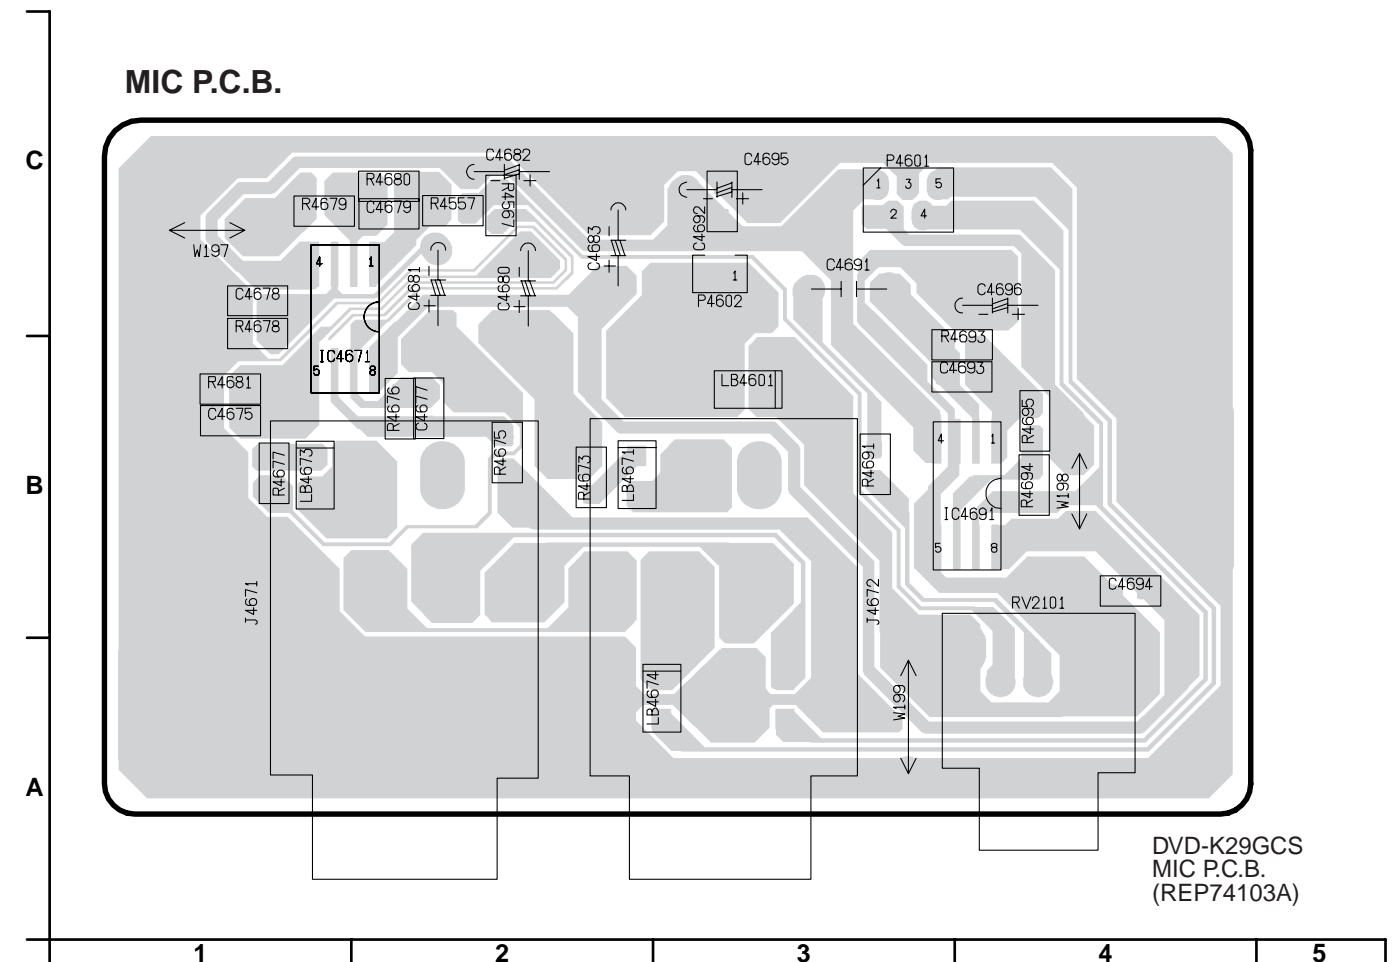 MIC P.C.B.
C
C4682
C4695
P4601
R4680
R4679
C4679
R4557
R4567
1 3 5
2 4
C4692
C4683
W197
4 1
C4681
C4680
1
P4602
C4691
C4678
C4696
R4678
R4693
IC4671
5 8
C4693
R4681
LB4601
C4675
R4676
C4677
R4695
R4675
4 1
R4677
LB4673
R4673
LB4671
R4691
R4694
W198
B
IC4691
5 8
C4694
J4671
J4672
RV2101
LB4674
W199
A
DVD-K29GCS
MIC P.C.B.
(REP74103A)
1 2 3 4 5